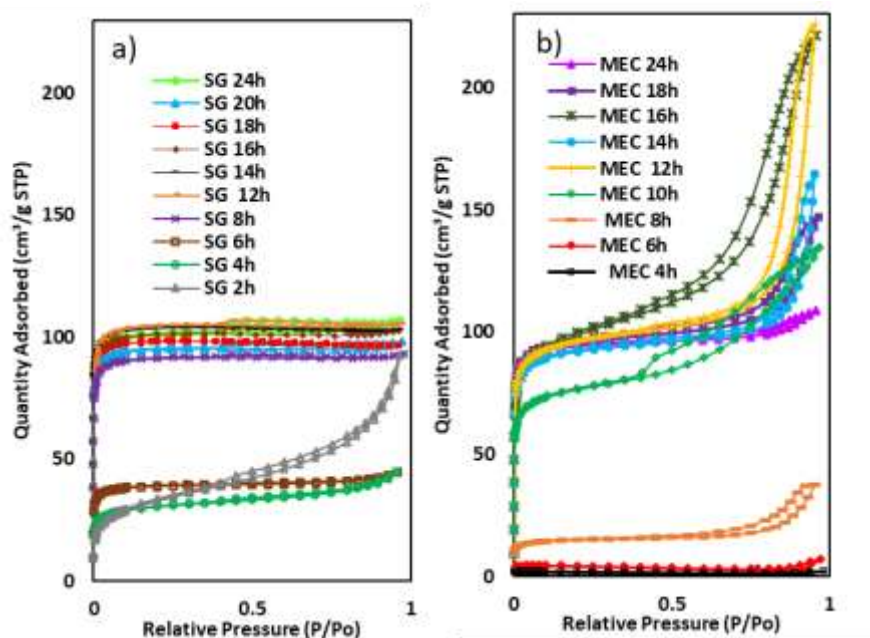 a)
SG 24h
SG 20h
SG 18h
SG 16h
SG 14h
SG 12h
SG 8h
SG 6h
SG 4h
SG 2h
200
150
100
50
0
0
0.5
1
Quantity Adsorbed (cm³/g STP)
Relative Pressure (P/Po)
b)
MEC 24h
MEC 18h
MEC 16h
MEC 14h
MEC 12h
MEC 10h
MEC 8h
MEC 6h
MEC 4h
200
150
100
50
0
0
0.5
1
Quantity Adsorbed (cm³/g STP)
Relative Pressure (P/Po)